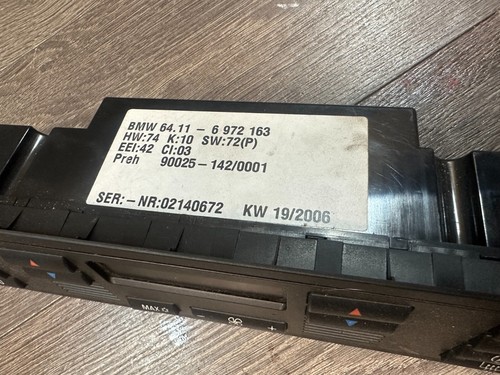 BMW 64.11 - 6 972 163
HW:74 K:10 SW:72(P)
EEI:42 CI:03
Preh 90025-142/0001
SER:-NR:02140672 KW 19/2006
MAX
+